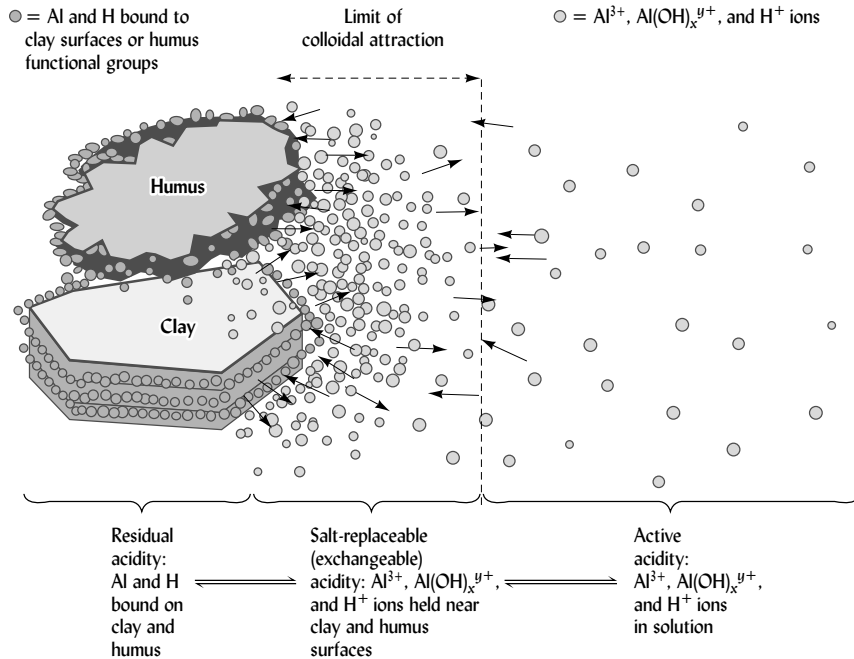 = Al and H bound to
clay surfaces or humus
functional groups
Limit of
colloidal attraction
= Al³⁺, Al(OH)ₓʸ⁺, and H⁺ ions
Humus
Clay
Residual
acidity:
Al and H
bound on
clay and
humus
Salt-replaceable
(exchangeable)
acidity: Al³⁺, Al(OH)ₓʸ⁺,
and H⁺ ions held near
clay and humus
surfaces
Active
acidity:
Al³⁺, Al(OH)ₓʸ⁺,
and H⁺ ions
in solution